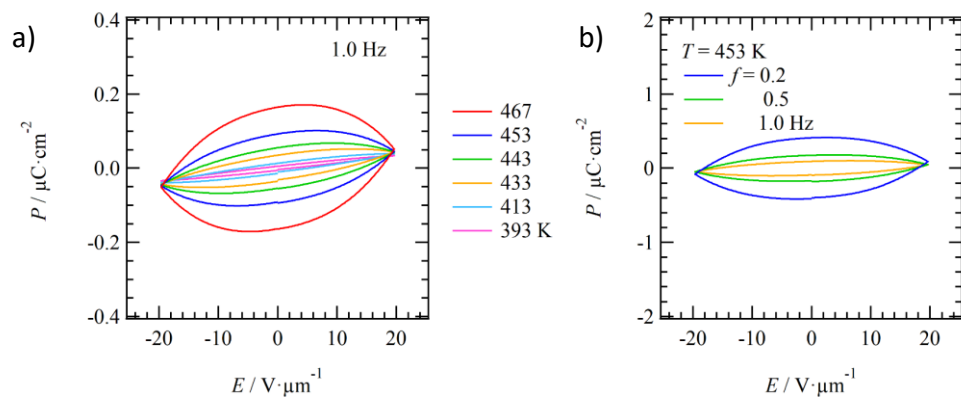 a)
1.0 Hz
0.4
0.2
0.0
-0.2
-0.4
P / μC·cm⁻²
-20
-10
0
10
20
E / V·μm⁻¹
467
453
443
433
413
393 K
b)
T = 453 K
f = 0.2
0.5
1.0 Hz
2
1
0
-1
-2
P / μC·cm⁻²
-20
-10
0
10
20
E / V·μm⁻¹